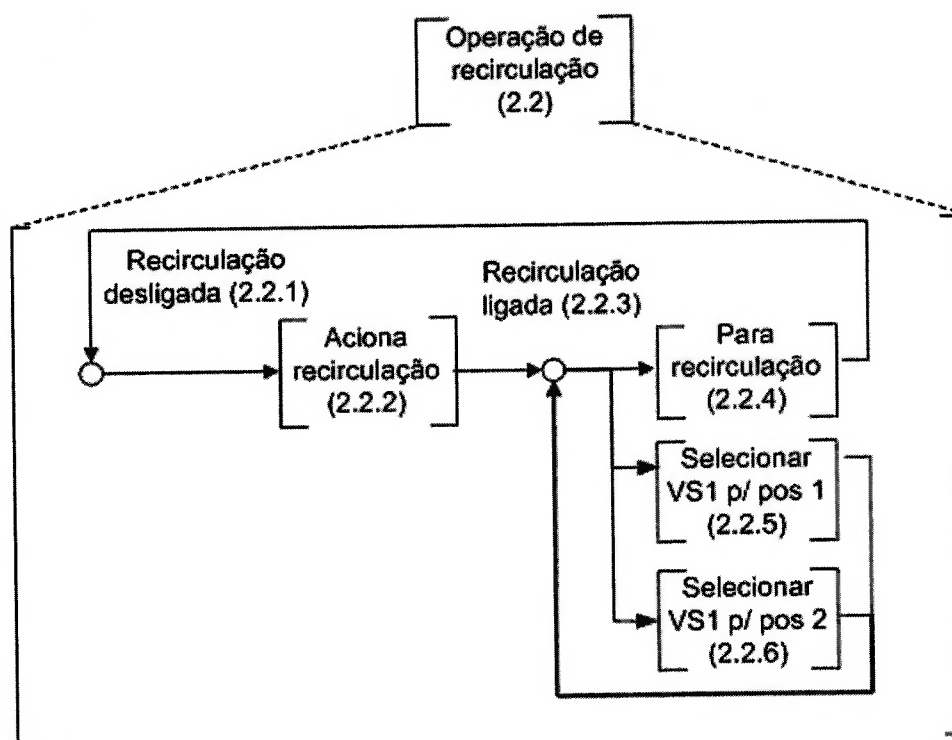 Operação de
recirculação
(2.2)
Recirculação
desligada (2.2.1)
Recirculação
ligada (2.2.3)
Aciona
recirculação
(2.2.2)
Para
recirculação
(2.2.4)
Selecionar
VS1 p/ pos 1
(2.2.5)
Selecionar
VS1 p/ pos 2
(2.2.6)